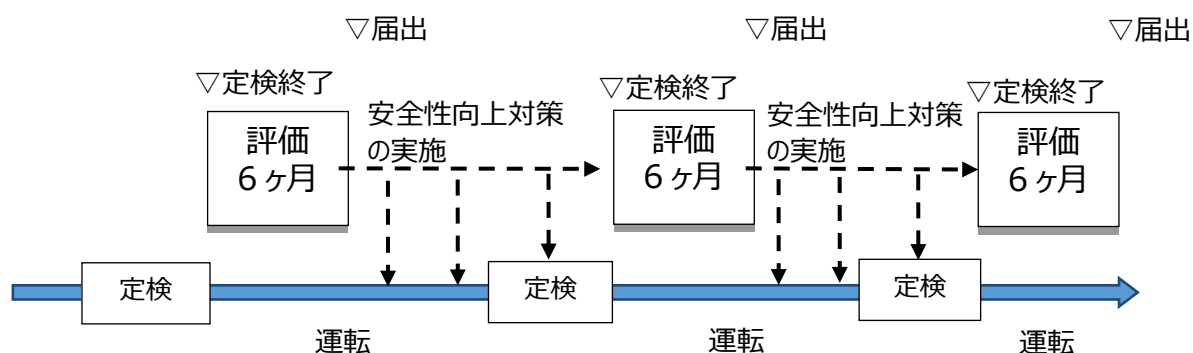 ▽届出
▽届出
▽届出
▽定検終了
▽定検終了
▽定検終了
評価
6ヶ月
安全性向上対策
の実施
評価
6ヶ月
安全性向上対策
の実施
評価
6ヶ月
定検
定検
定検
運転
運転
運転